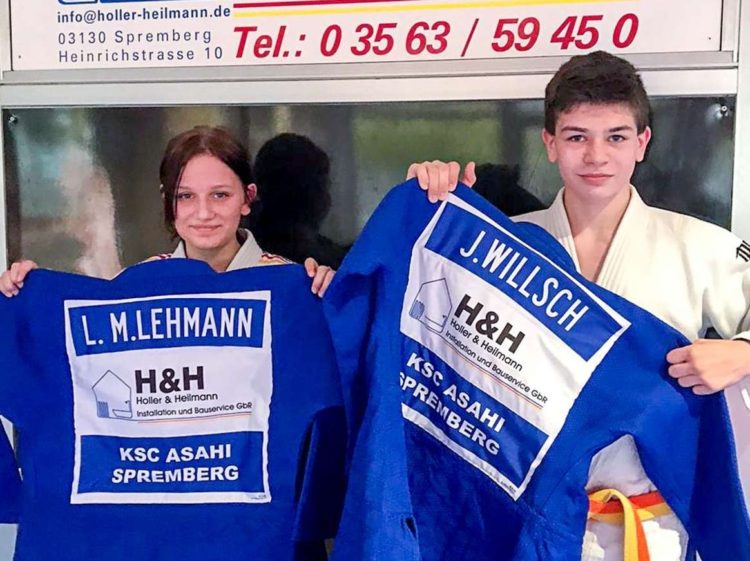 info@holler-heilmann.de
03130 Spremberg
Heinrichstrasse 10
Tel.: 0 35 63 / 59 45 0
L. M.LEHMANN
H&H
Holler & Heilmann
Installation und Bauservice GbR
KSC ASAHI
SPREMBERG
J.WILLSCH
H&H
Holler & Heilmann
Installation und Bauservice GbR
KSC ASAHI
SPREMBERG